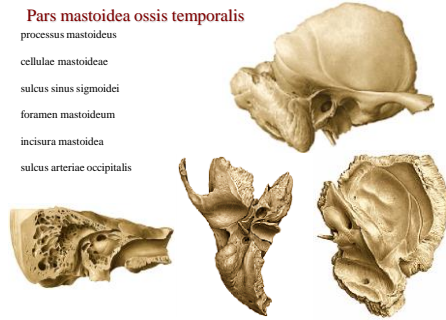 Pars mastoidea ossis temporalis
processus mastoideus
cellulae mastoideae
sulcus sinus sigmoidei
foramen mastoideum
incisura mastoidea
sulcus arteriae occipitalis